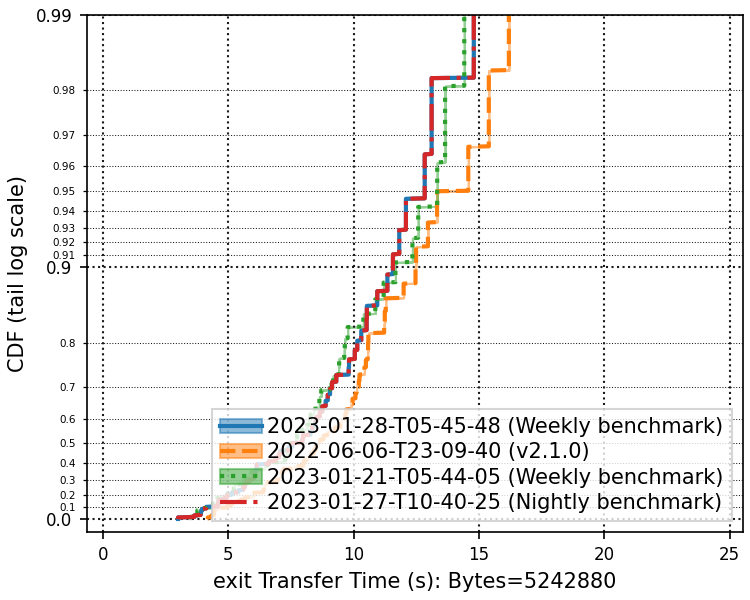 0.99
0.98
0.97
0.96
0.95
0.94
0.93
0.92
0.91
0.9
0.8
0.7
0.6
0.5
0.4
0.3
0.2
0.1
0.0
CDF (tail log scale)
2023-01-28-T05-45-48 (Weekly benchmark)
2022-06-06-T23-09-40 (v2.1.0)
2023-01-21-T05-44-05 (Weekly benchmark)
2023-01-27-T10-40-25 (Nightly benchmark)
0 5 10 15 20 25
exit Transfer Time (s): Bytes=5242880